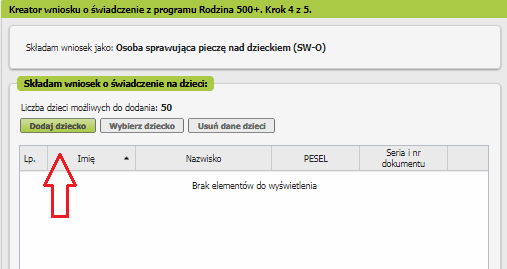 Kreator wniosku o świadczenie z programu Rodzina 500+. Krok 4 z 5.
Składam wniosek jako: Osoba sprawująca pieczę nad dzieckiem (SW-O)
Składam wniosek o świadczenie na dzieci:
Liczba dzieci możliwych do dodania: 50
Dodaj dziecko Wybierz dziecko Usuń dane dzieci
Lp. Imię Nazwisko PESEL Seria i nr
dokumentu
Brak elementów do wyświetlenia